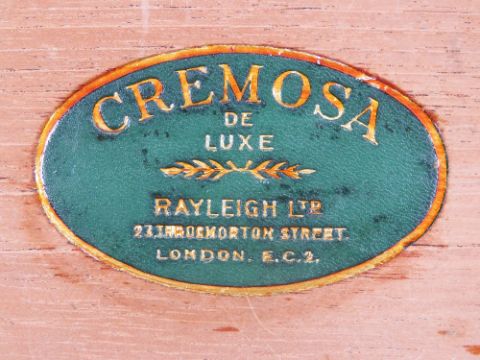 CREMOSA
DE
LUXE
RAYLEIGH LTD
23 THROGMORTON STREET.
LONDON. E.C.2.